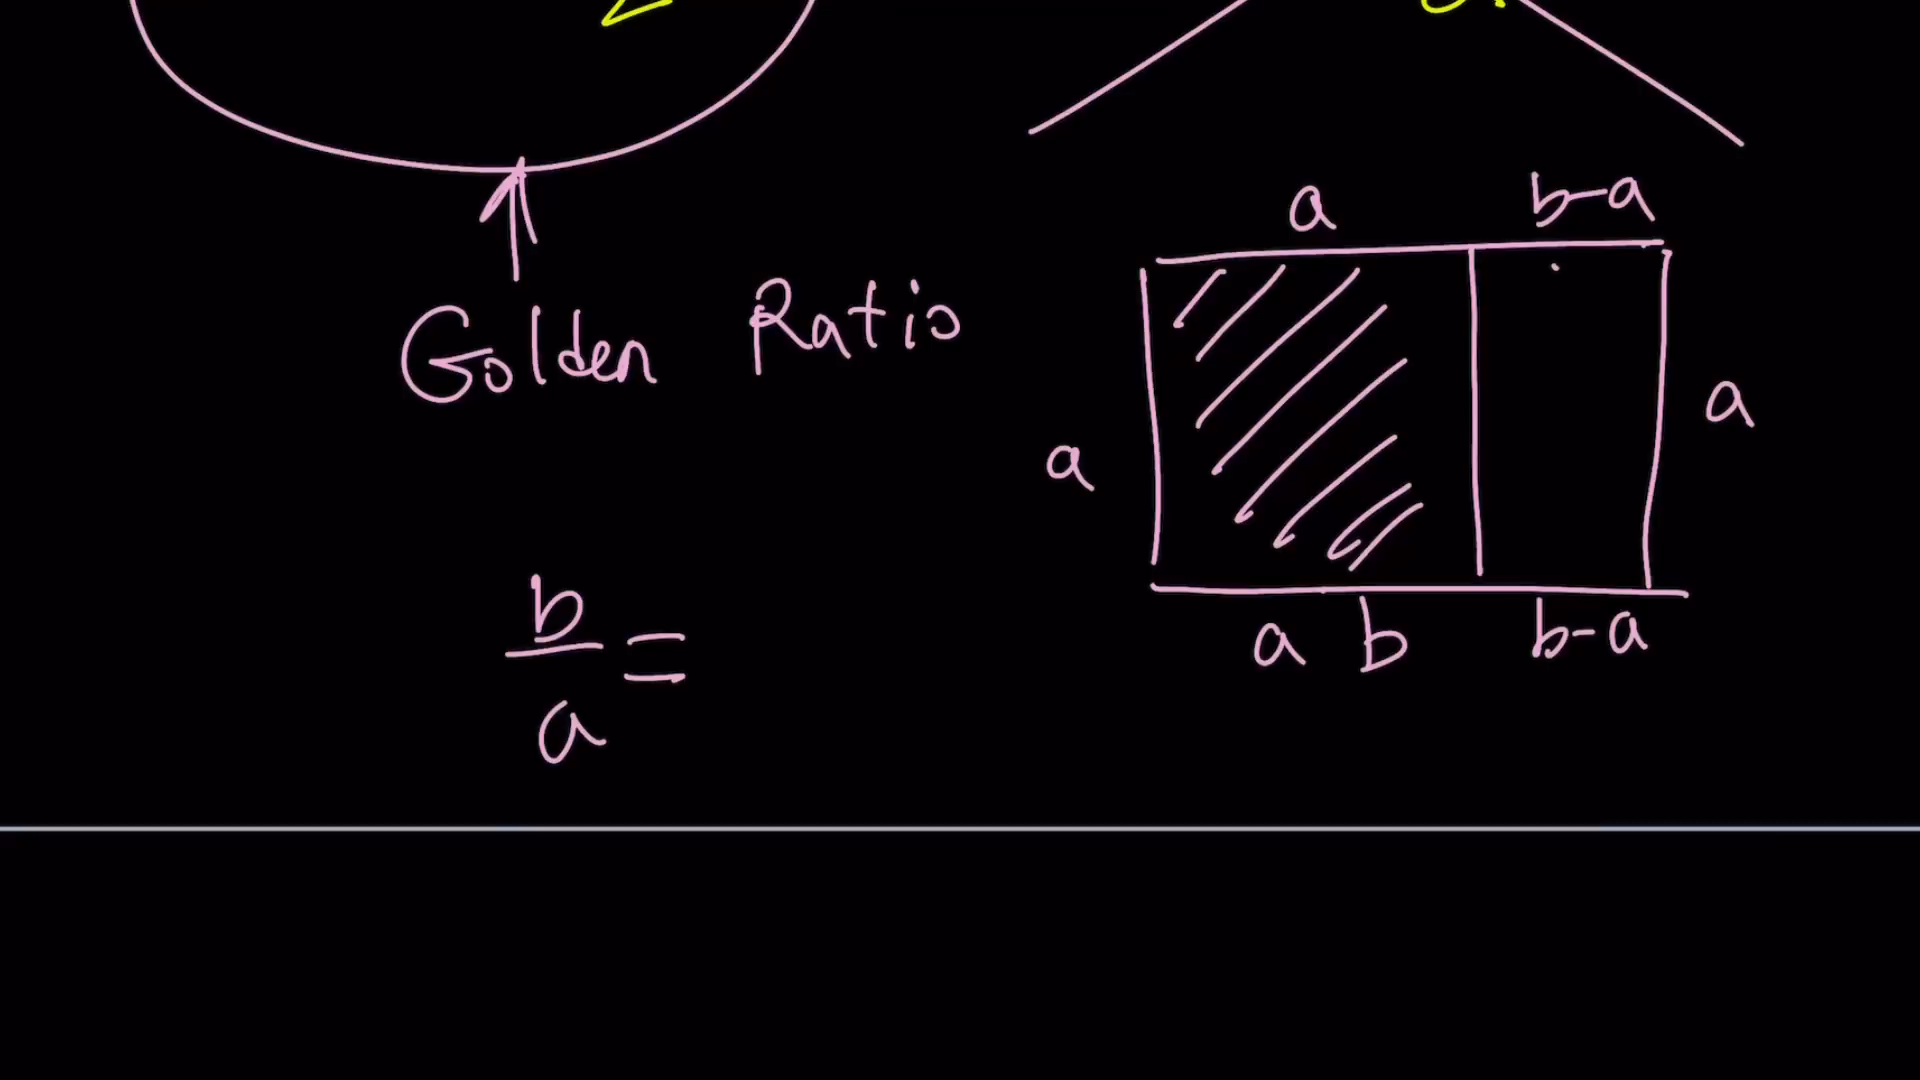 a b-a
Golden Ratio
a
a
b/a =
a b b-a